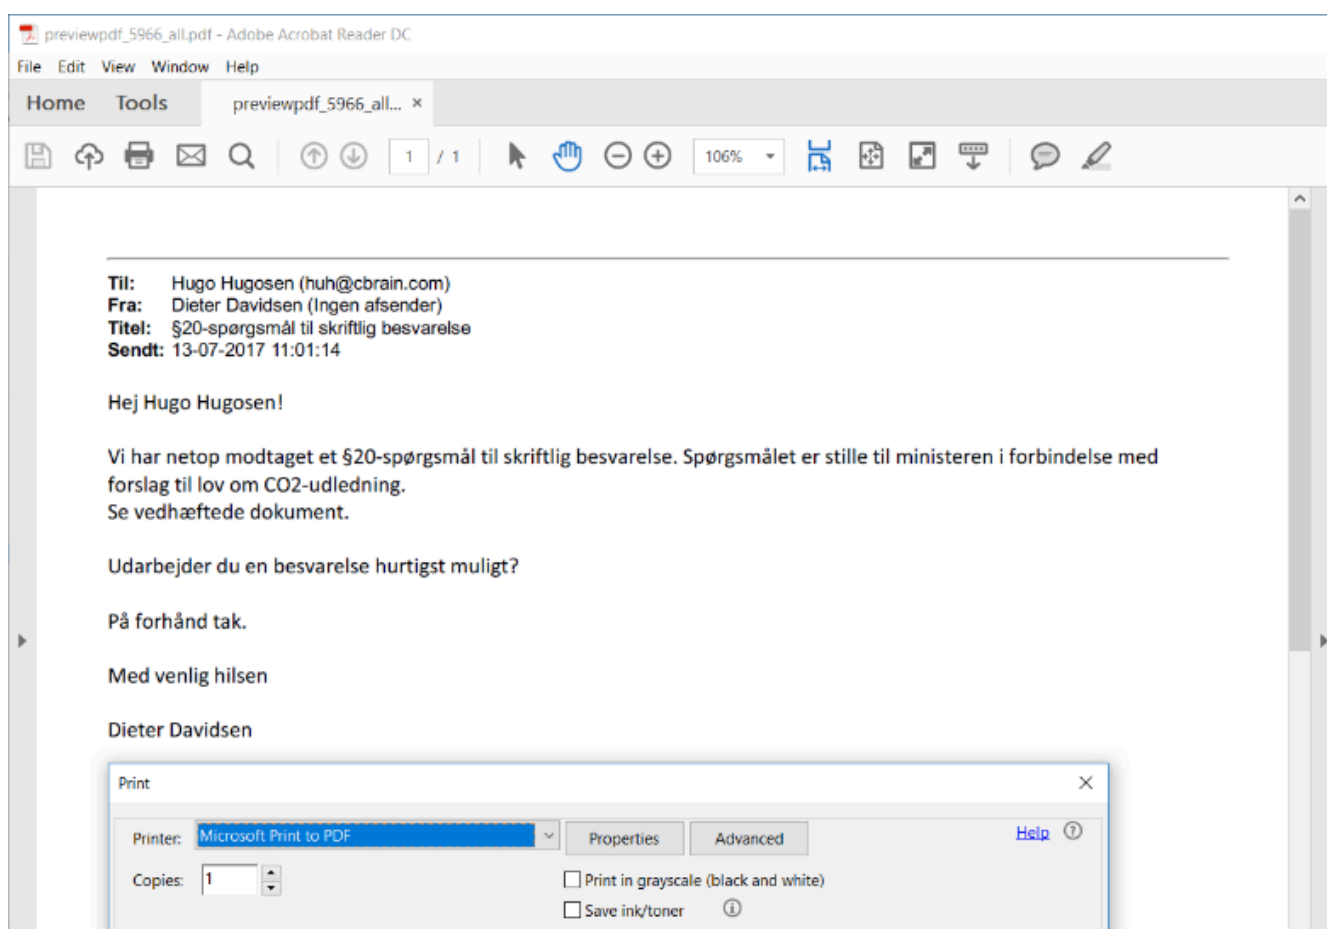 previewpdf_5966_all.pdf - Adobe Acrobat Reader DC
File Edit View Window Help
Home Tools previewpdf_5966_all... ×
1 / 1 106%
Til: Hugo Hugosen (huh@cbrain.com)
Fra: Dieter Davidsen (Ingen afsender)
Titel: §20-spørgsmål til skriftlig besvarelse
Sendt: 13-07-2017 11:01:14
Hej Hugo Hugosen!
Vi har netop modtaget et §20-spørgsmål til skriftlig besvarelse. Spørgsmålet er stille til ministeren i forbindelse med
forslag til lov om CO2-udledning.
Se vedhæftede dokument.
Udarbejder du en besvarelse hurtigst muligt?
På forhånd tak.
Med venlig hilsen
Dieter Davidsen
Print
Printer: Microsoft Print to PDF Properties Advanced Help
Copies: 1 Print in grayscale (black and white)
Save ink/toner